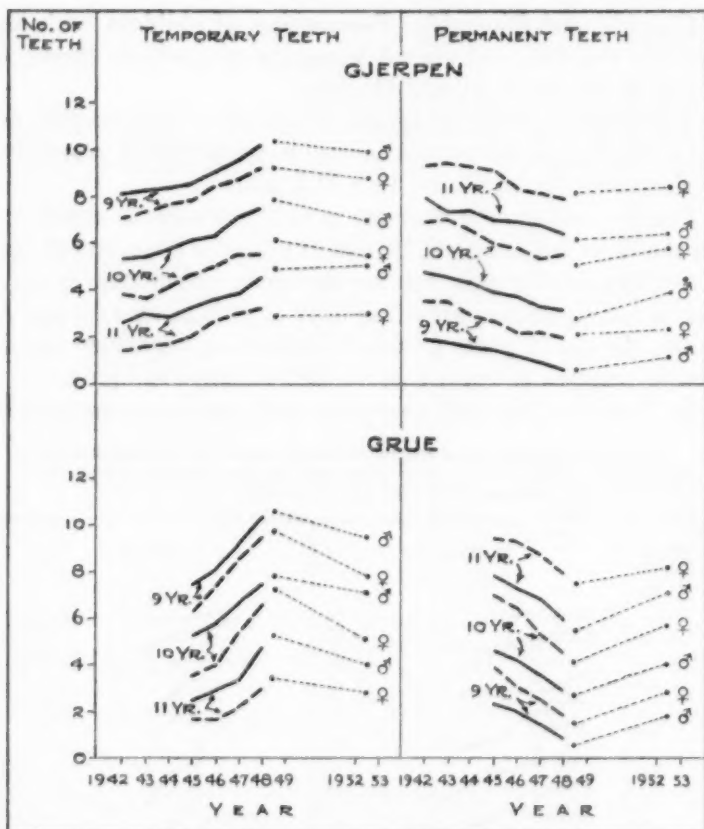 No. OF
TEETH
TEMPORARY TEETH
PERMANENT TEETH
GJERPEN
12
10
8
6
4
2
0
9 YR.
10 YR.
11 YR.
♂
♀
♂
♀
♂
♀
11 YR.
10 YR.
9 YR.
♀
♂
♀
♂
♀
♂
GRUE
12
10
8
6
4
2
0
9 YR.
10 YR.
11 YR.
♂
♀
♂
♀
♂
♀
11 YR.
10 YR.
9 YR.
♀
♂
♀
♂
♀
♂
1942 43 44 45 46 47 48 49 1952 53
1942 43 44 45 46 47 48 49 1952 53
YEAR
YEAR